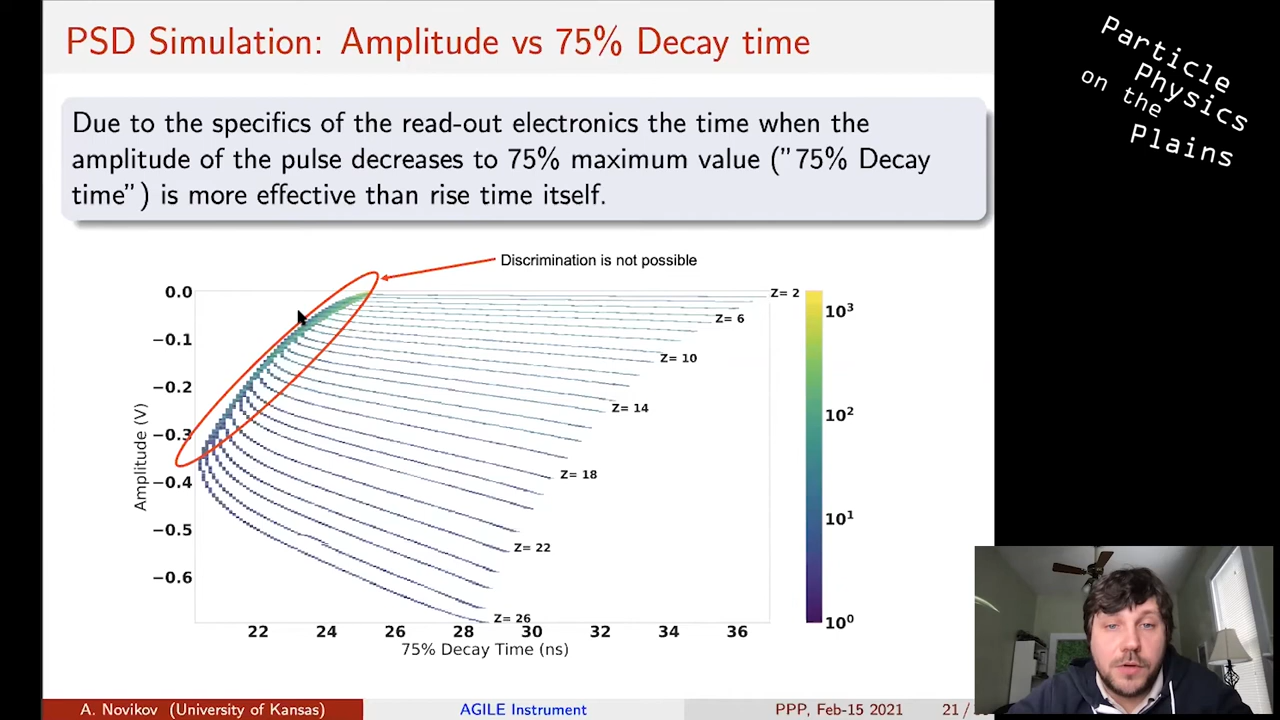 PSD Simulation: Amplitude vs 75% Decay time
Particle
Physics
on the
Plains
Due to the specifics of the read-out electronics the time when the
amplitude of the pulse decreases to 75% maximum value ("75% Decay
time") is more effective than rise time itself.
Discrimination is not possible
0.0
−0.1
−0.2
−0.3
−0.4
−0.5
−0.6
Amplitude (V)
Z= 2
Z= 6
Z= 10
Z= 14
Z= 18
Z= 22
Z= 26
10³
10²
10¹
10⁰
22 24 26 28 30 32 34 36
75% Decay Time (ns)
A. Novikov (University of Kansas) AGILE Instrument PPP, Feb-15 2021 21 /